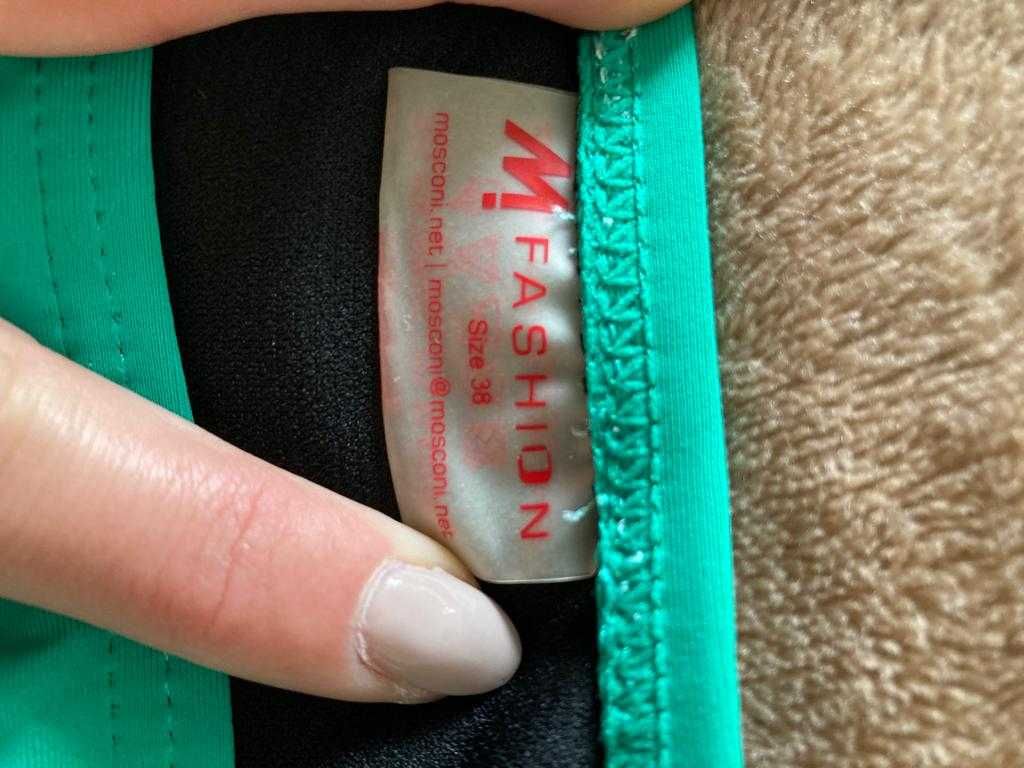 M! FASHION
Size 38
mosconi.net | mosconi@mosconi.net